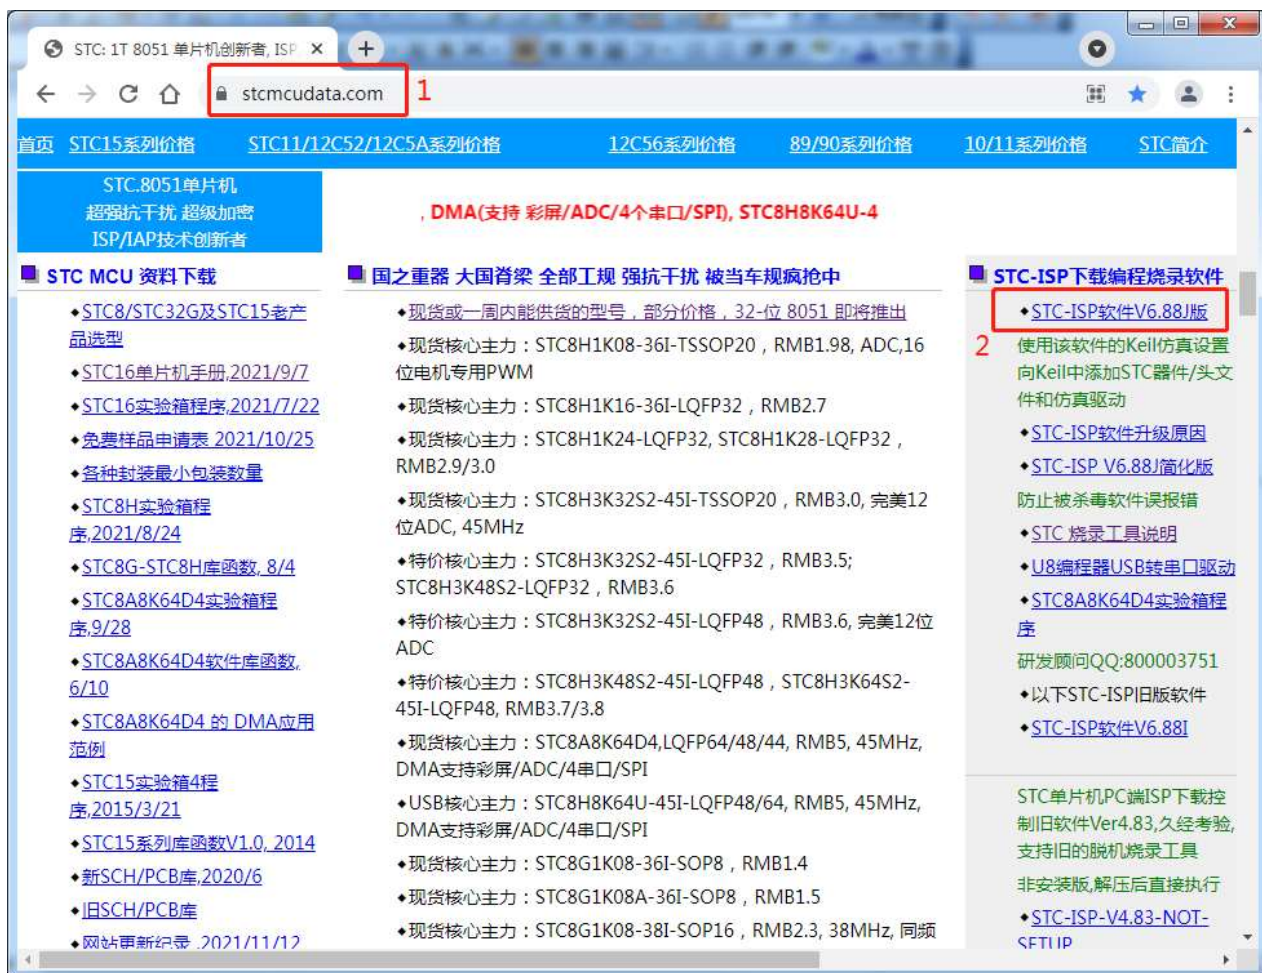 STC: 1T 8051 单片机创新者, ISP
stcmcudata.com
1
首页 STC15系列价格 STC11/12C52/12C5A系列价格 12C56系列价格 89/90系列价格 10/11系列价格 STC简介
STC.8051单片机
超强抗干扰 超级加密
ISP/IAP技术创新者
, DMA(支持 彩屏/ADC/4个串口/SPI), STC8H8K64U-4
STC MCU 资料下载
◆STC8/STC32G及STC15老产
品选型
◆STC16单片机手册,2021/9/7
◆STC16实验箱程序,2021/7/22
◆免费样品申请表 2021/10/25
◆各种封装最小包装数量
◆STC8H实验箱程
序,2021/8/24
◆STC8G-STC8H库函数, 8/4
◆STC8A8K64D4实验箱程
序,9/28
◆STC8A8K64D4软件库函数,
6/10
◆STC8A8K64D4 的 DMA应用
范例
◆STC15实验箱4程
序,2015/3/21
◆STC15系列库函数V1.0, 2014
◆新SCH/PCB库,2020/6
◆旧SCH/PCB库
◆网站更新纪录 ,2021/11/12
国之重器 大国脊梁 全部工规 强抗干扰 被当车规疯抢中
◆现货或一周内能供货的型号，部分价格，32-位 8051 即将推出
◆现货核心主力：STC8H1K08-36I-TSSOP20，RMB1.98, ADC,16
位电机专用PWM
◆现货核心主力：STC8H1K16-36I-LQFP32，RMB2.7
◆现货核心主力：STC8H1K24-LQFP32, STC8H1K28-LQFP32，
RMB2.9/3.0
◆现货核心主力：STC8H3K32S2-45I-TSSOP20，RMB3.0, 完美12
位ADC, 45MHz
◆特价核心主力：STC8H3K32S2-45I-LQFP32，RMB3.5;
STC8H3K48S2-LQFP32，RMB3.6
◆特价核心主力：STC8H3K32S2-45I-LQFP48，RMB3.6, 完美12位
ADC
◆特价核心主力：STC8H3K48S2-45I-LQFP48，STC8H3K64S2-
45I-LQFP48, RMB3.7/3.8
◆现货核心主力：STC8A8K64D4,LQFP64/48/44, RMB5, 45MHz,
DMA支持彩屏/ADC/4串口/SPI
◆USB核心主力：STC8H8K64U-45I-LQFP48/64, RMB5, 45MHz,
DMA支持彩屏/ADC/4串口/SPI
◆现货核心主力：STC8G1K08-36I-SOP8，RMB1.4
◆现货核心主力：STC8G1K08A-36I-SOP8，RMB1.5
◆现货核心主力：STC8G1K08-38I-SOP16，RMB2.3, 38MHz, 同频
STC-ISP下载编程烧录软件
◆STC-ISP软件V6.88J版
2
使用该软件的Keil仿真设置
向Keil中添加STC器件/头文
件和仿真驱动
◆STC-ISP软件升级原因
◆STC-ISP V6.88J简化版
防止被杀毒软件误报错
◆STC 烧录工具说明
◆U8编程器USB转串口驱动
◆STC8A8K64D4实验箱程
序
研发顾问QQ:800003751
◆以下STC-ISP旧版软件
◆STC-ISP软件V6.88I
STC单片机PC端ISP下载控
制旧软件Ver4.83,久经考验,
支持旧的脱机烧录工具
非安装版,解压后直接执行
◆STC-ISP-V4.83-NOT-
SETUP